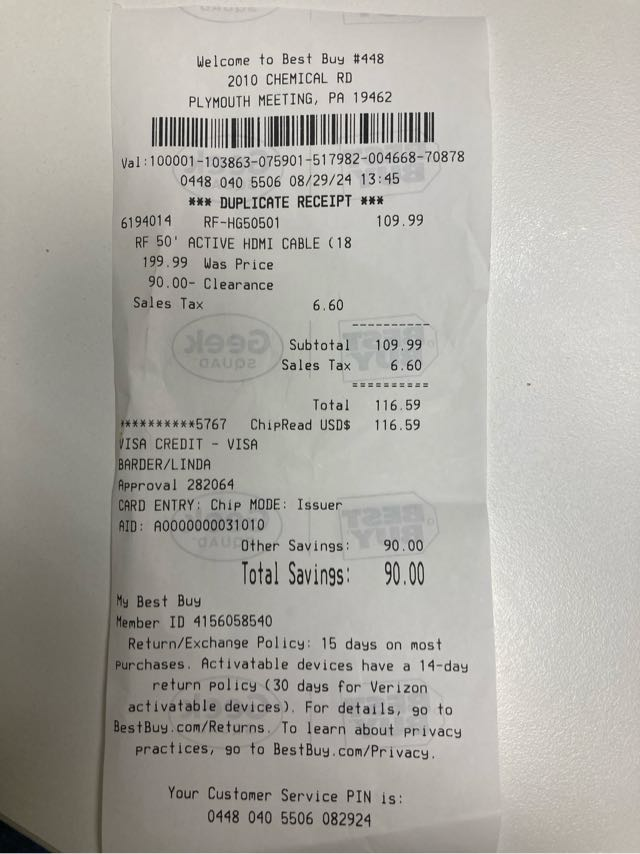 Welcome to Best Buy #448
2010 CHEMICAL RD
PLYMOUTH MEETING, PA 19462
Val:100001-103863-075901-517982-004668-70878
0448 040 5506 08/29/24 13:45
*** DUPLICATE RECEIPT ***
6194014 RF-HG50501 109.99
RF 50' ACTIVE HDMI CABLE (18
199.99 Was Price
90.00- Clearance
Sales Tax 6.60
----------
Subtotal 109.99
Sales Tax 6.60
==========
Total 116.59
***********5767 ChipRead USD$ 116.59
VISA CREDIT - VISA
BARDER/LINDA
Approval 282064
CARD ENTRY: Chip MODE: Issuer
AID: A0000000031010
Other Savings: 90.00
Total Savings: 90.00
My Best Buy
Member ID 4156058540
Return/Exchange Policy: 15 days on most
purchases. Activatable devices have a 14-day
return policy (30 days for Verizon
activatable devices). For details, go to
BestBuy.com/Returns. To learn about privacy
practices, go to BestBuy.com/Privacy.
Your Customer Service PIN is:
0448 040 5506 082924